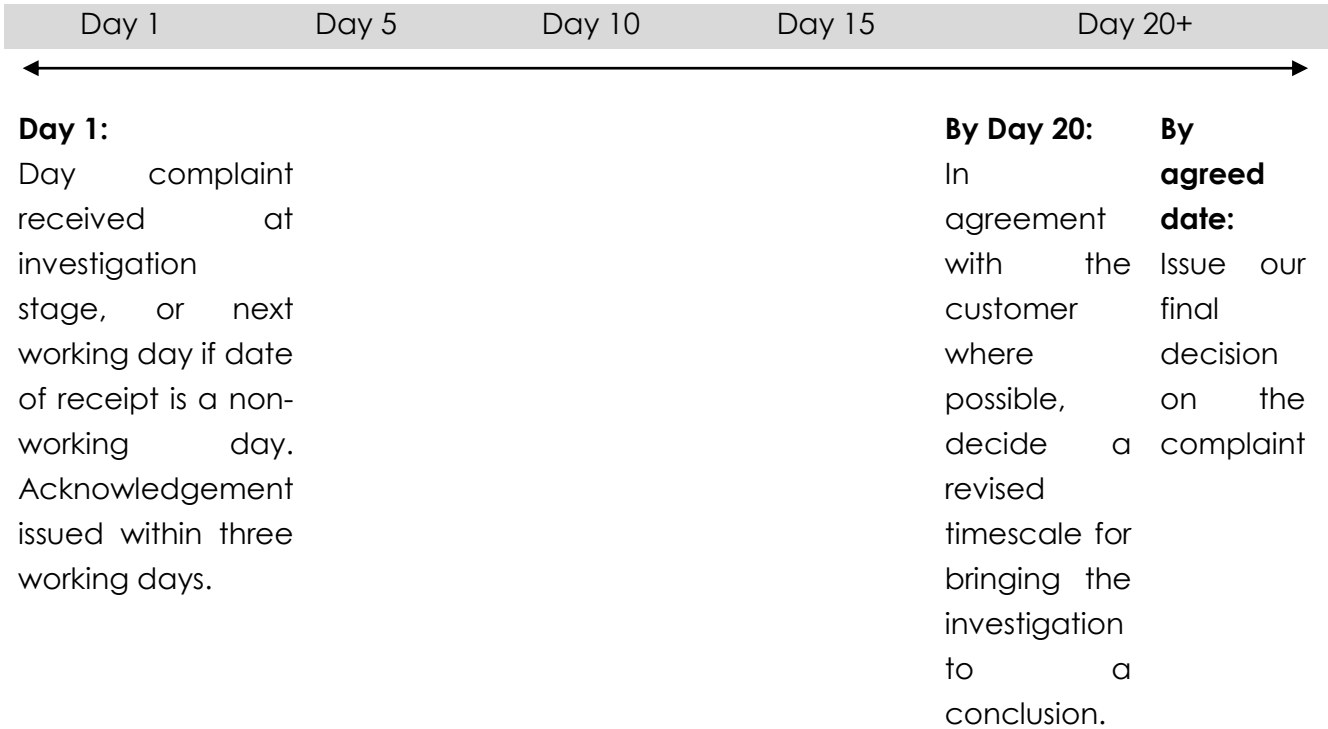 Day 1 Day 5 Day 10 Day 15 Day 20+
Day 1:
Day complaint
received at
investigation
stage, or next
working day if date
of receipt is a non-
working day.
Acknowledgement
issued within three
working days.
By Day 20:
In
agreement
with the
customer
where
possible,
decide a
revised
timescale for
bringing the
investigation
to a
conclusion.
By
agreed
date:
Issue our
final
decision
on the
complaint